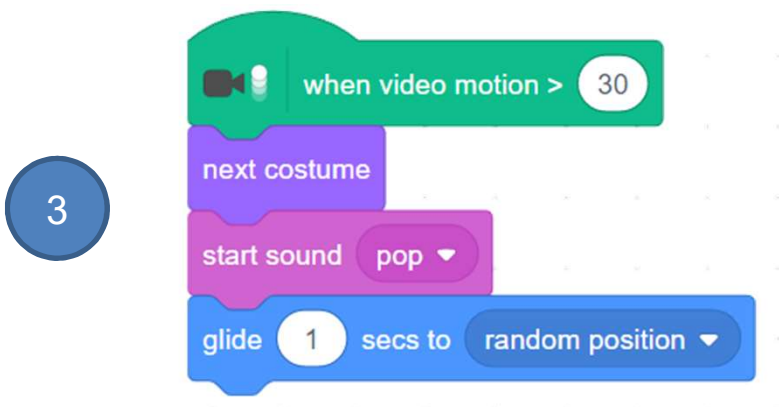 when video motion > 30
next costume
3
start sound pop
glide 1 secs to random position